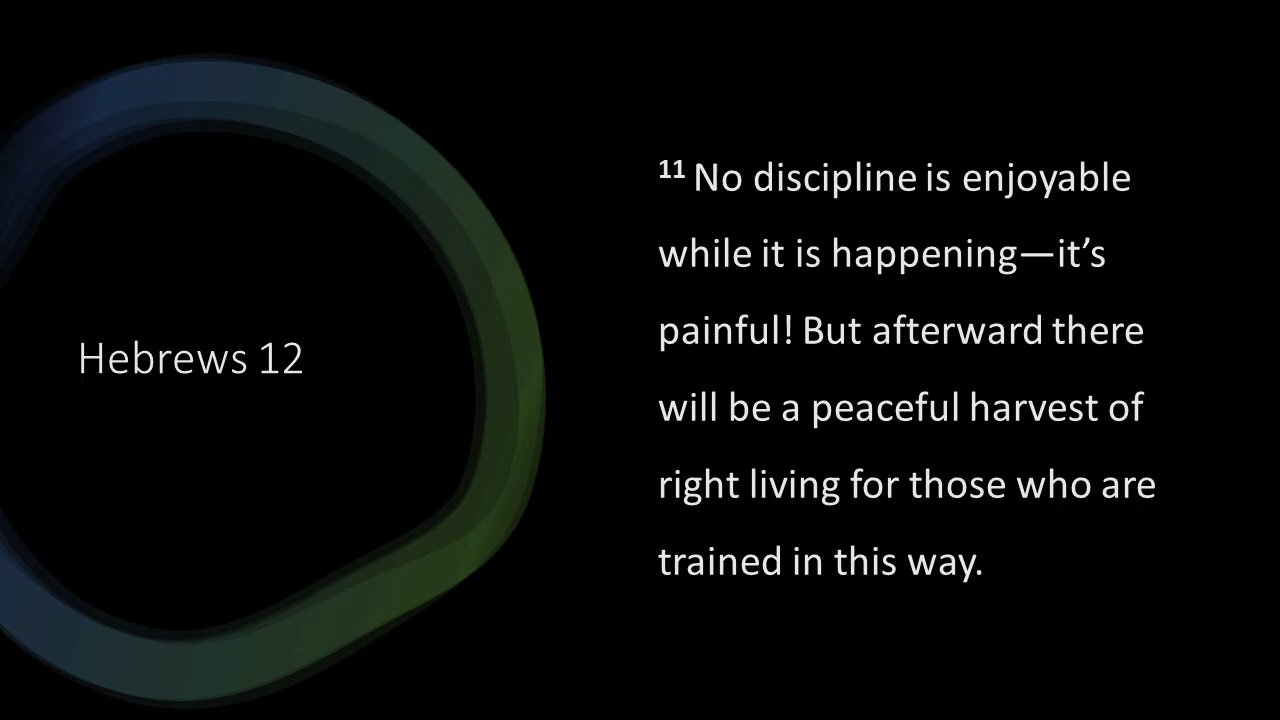 Hebrews 12
11 No discipline is enjoyable
while it is happening—it’s
painful! But afterward there
will be a peaceful harvest of
right living for those who are
trained in this way.